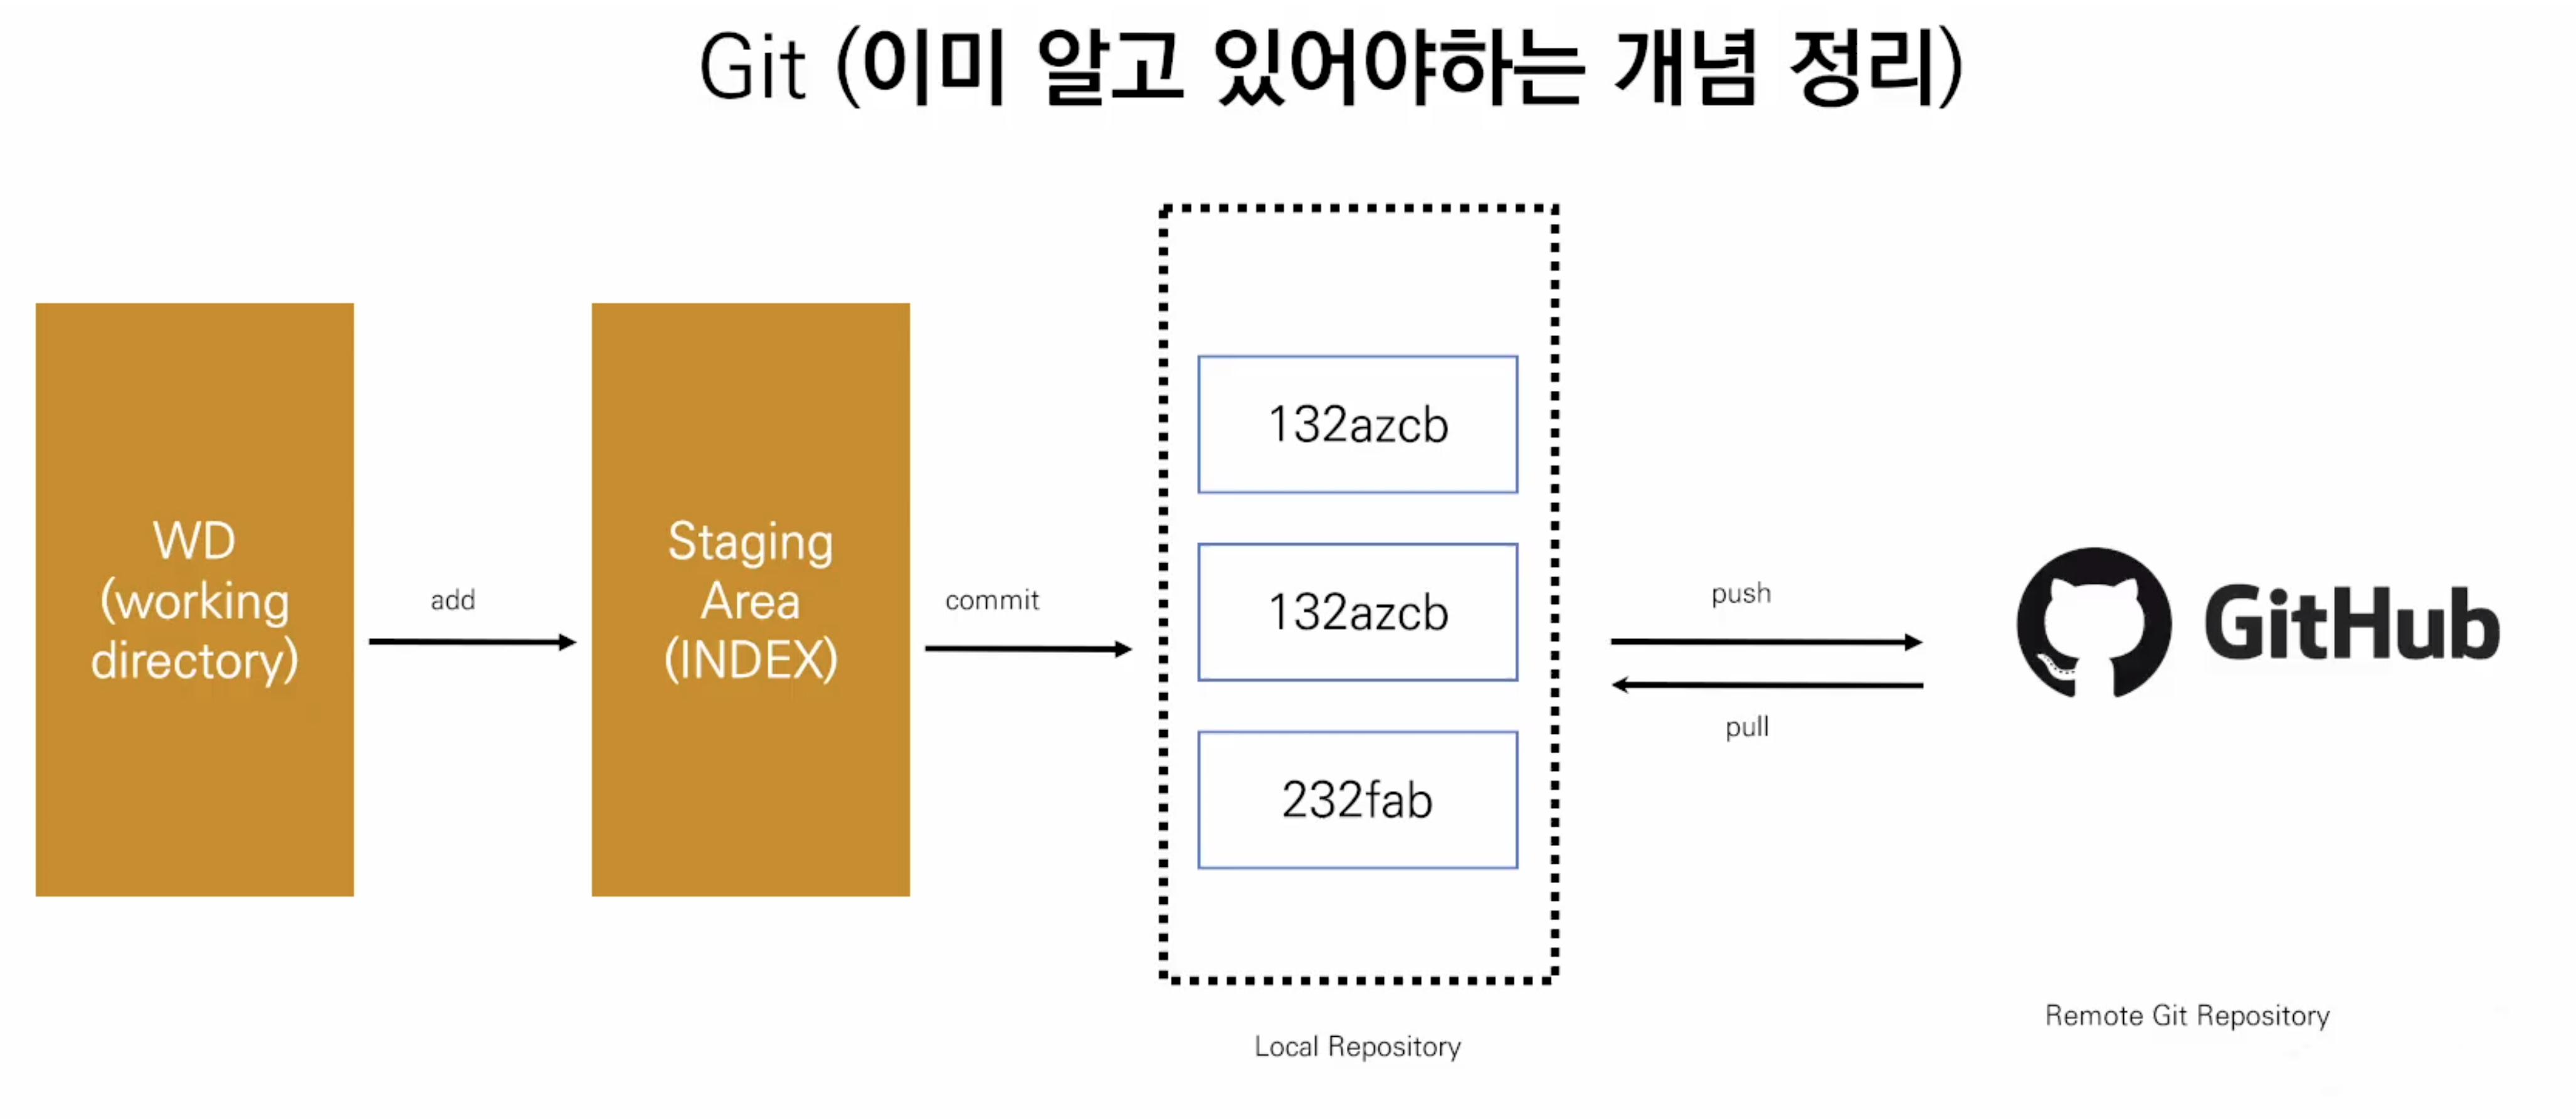 Git (이미 알고 있어야하는 개념 정리)
WD
(working
directory)
add
Staging
Area
(INDEX)
commit
132azcb
132azcb
232fab
Local Repository
push
pull
GitHub
Remote Git Repository